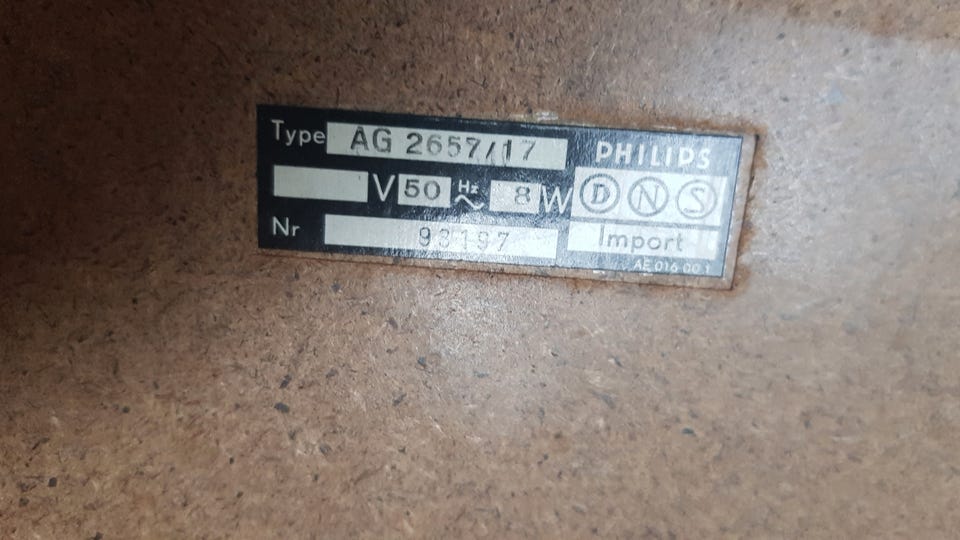 Type AG 2657/17 PHILIPS
V 50 Hz ~ 8 W D N S
Nr 93197 Import
AE 016 00 1